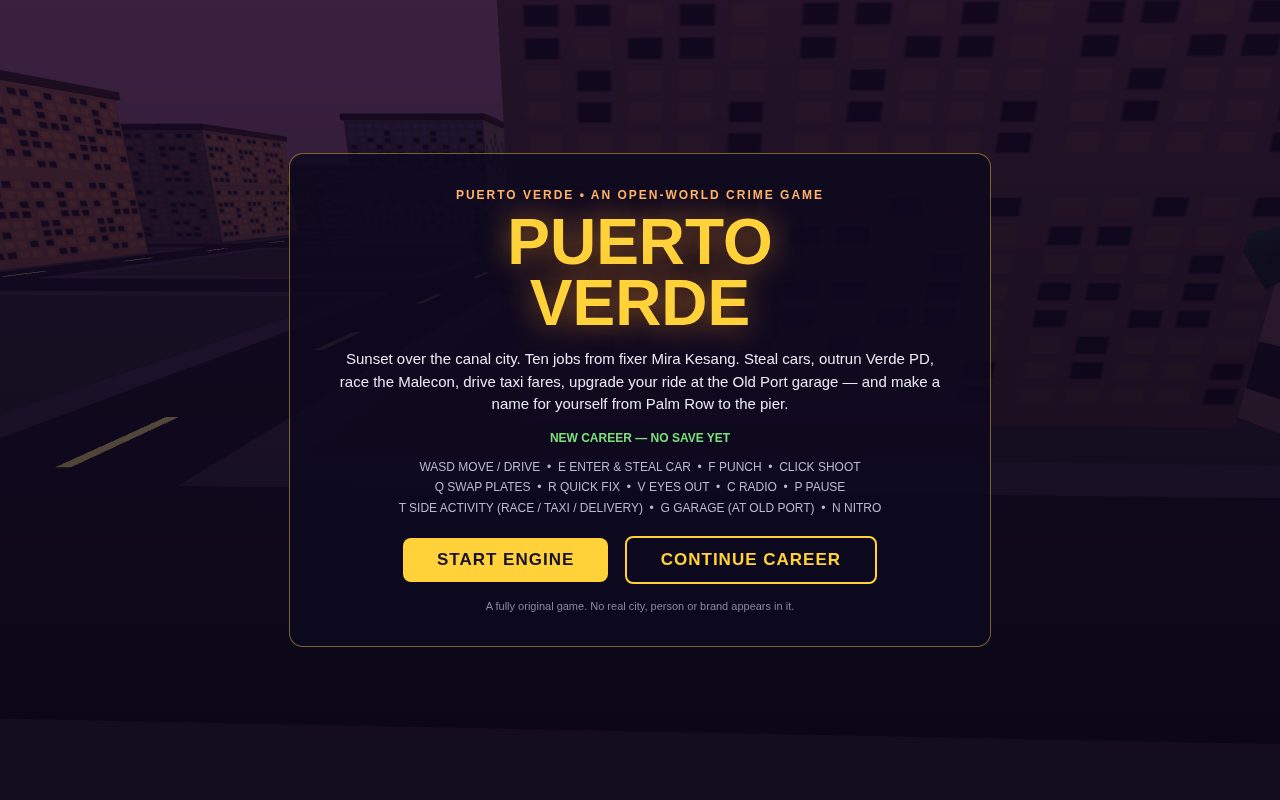 PUERTO VERDE • AN OPEN-WORLD CRIME GAME
PUERTO
VERDE
Sunset over the canal city. Ten jobs from fixer Mira Kesang. Steal cars, outrun Verde PD,
race the Malecon, drive taxi fares, upgrade your ride at the Old Port garage — and make a
name for yourself from Palm Row to the pier.
NEW CAREER — NO SAVE YET
WASD MOVE / DRIVE • E ENTER & STEAL CAR • F PUNCH • CLICK SHOOT
Q SWAP PLATES • R QUICK FIX • V EYES OUT • C RADIO • P PAUSE
T SIDE ACTIVITY (RACE / TAXI / DELIVERY) • G GARAGE (AT OLD PORT) • N NITRO
START ENGINE CONTINUE CAREER
A fully original game. No real city, person or brand appears in it.